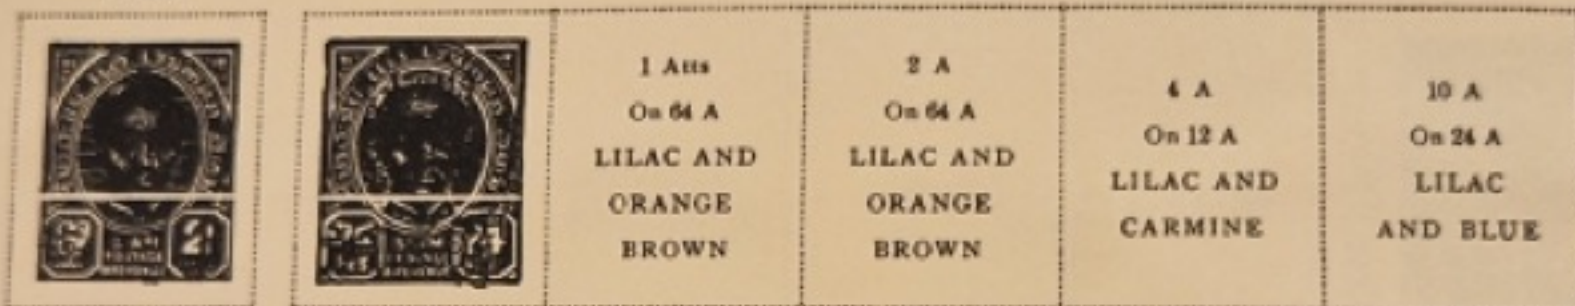 1 Atts
On 64 A
LILAC AND
ORANGE
BROWN
2 A
On 64 A
LILAC AND
ORANGE
BROWN
4 A
On 12 A
LILAC AND
CARMINE
10 A
On 24 A
LILAC
AND BLUE